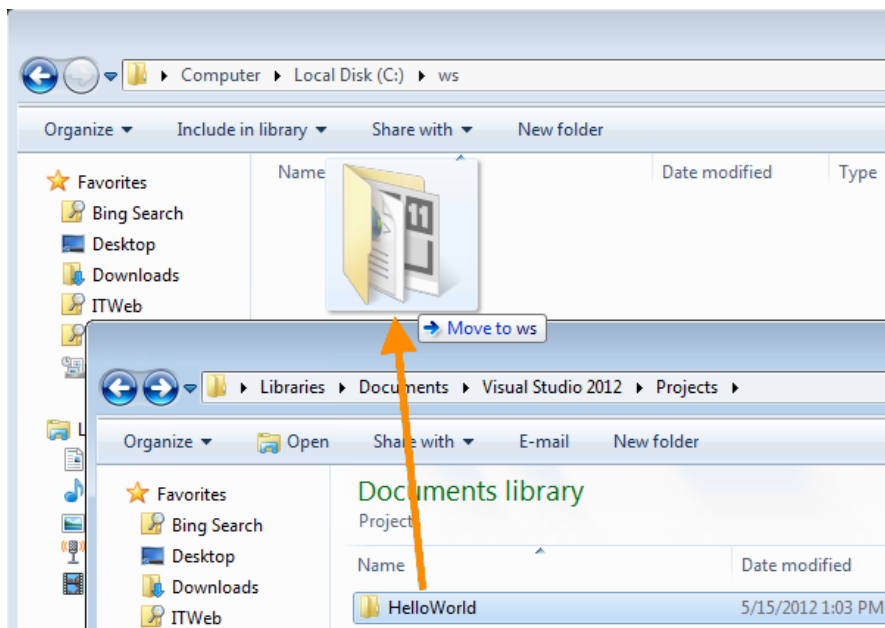 Computer Local Disk (C:) ws
Organize Include in library Share with New folder
Name Date modified Type
Favorites
Bing Search
Desktop
Downloads
ITWeb
11
Move to ws
Libraries Documents Visual Studio 2012 Projects
L
Organize Open Share with E-mail New folder
Favorites
Bing Search
Desktop
Downloads
ITWeb
Documents library
Projects
Name Date modified
HelloWorld 5/15/2012 1:03 PM